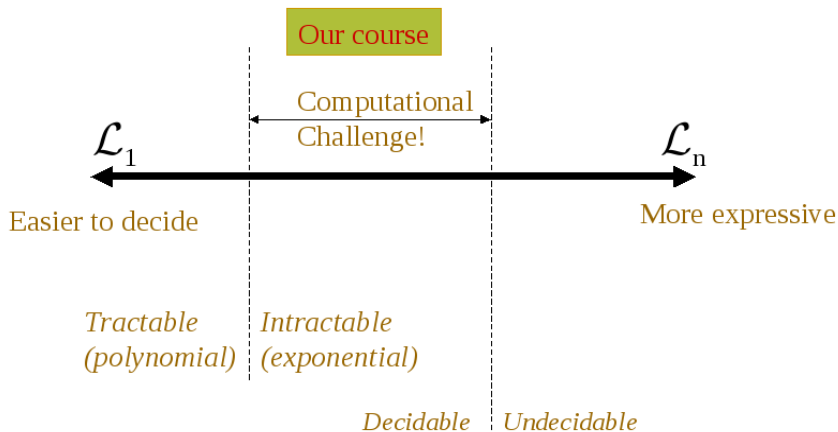 Our course
Computational
Challenge!
ℒ1
ℒn
Easier to decide
More expressive
Tractable
(polynomial)
Intractable
(exponential)
Decidable
Undecidable